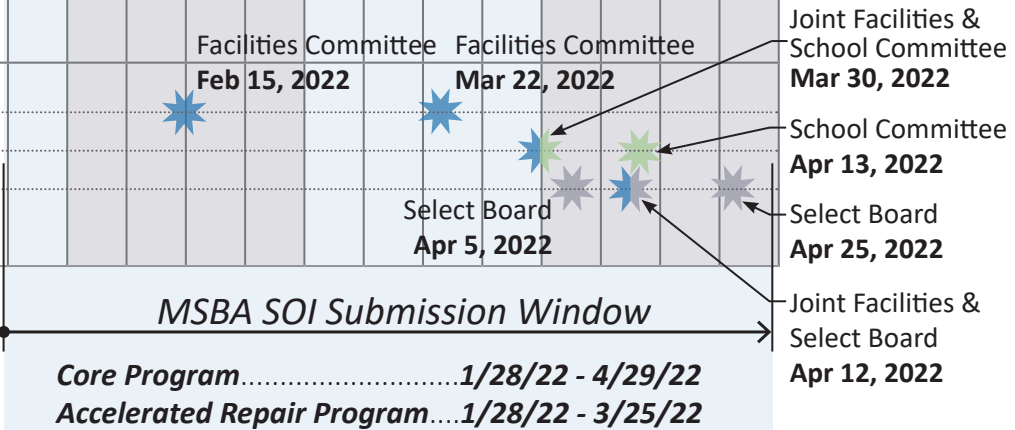 Facilities Committee
Feb 15, 2022
Facilities Committee
Mar 22, 2022
Joint Facilities &
School Committee
Mar 30, 2022
School Committee
Apr 13, 2022
Select Board
Apr 5, 2022
Select Board
Apr 25, 2022
Joint Facilities &
Select Board
Apr 12, 2022
MSBA SOI Submission Window
Core Program............................1/28/22 - 4/29/22
Accelerated Repair Program....1/28/22 - 3/25/22